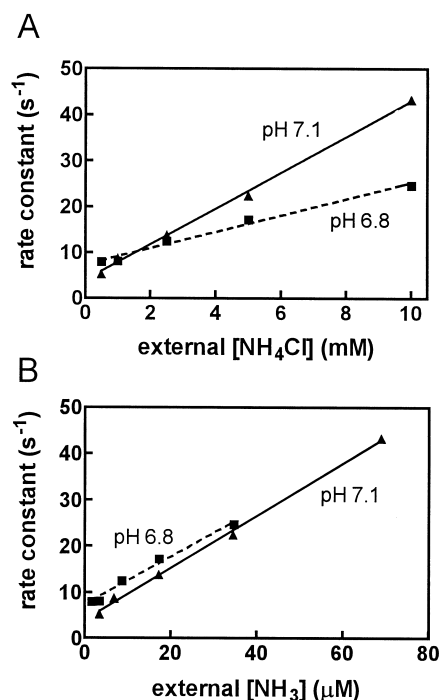 A
rate constant (s⁻¹)
50
40
30
20
10
0
pH 7.1
pH 6.8
0 2 4 6 8 10
external [NH₄Cl] (mM)
B
rate constant (s⁻¹)
50
40
30
20
10
0
pH 6.8
pH 7.1
0 20 40 60 80
external [NH₃] (μM)